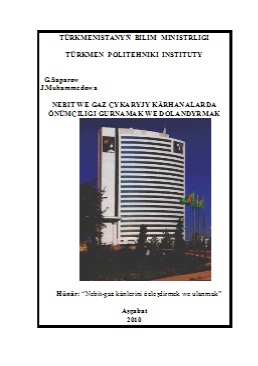 TÜRKMENISTANYŇ BILIM MINISTRLIGI
TÜRKMEN POLITEHNIKI INSTITUTY
G.Saparow
J.Muhammedowa
NEBIT WE GAZ ÇYKARYJY KÄRHANALARDA
ÖNÜMÇILIGI GURNAMAK WE DOLANDYRMAK
Hünär: “Nebit-gaz känlerini özleşdirmek we ulanmak”
Aşgabat
2010